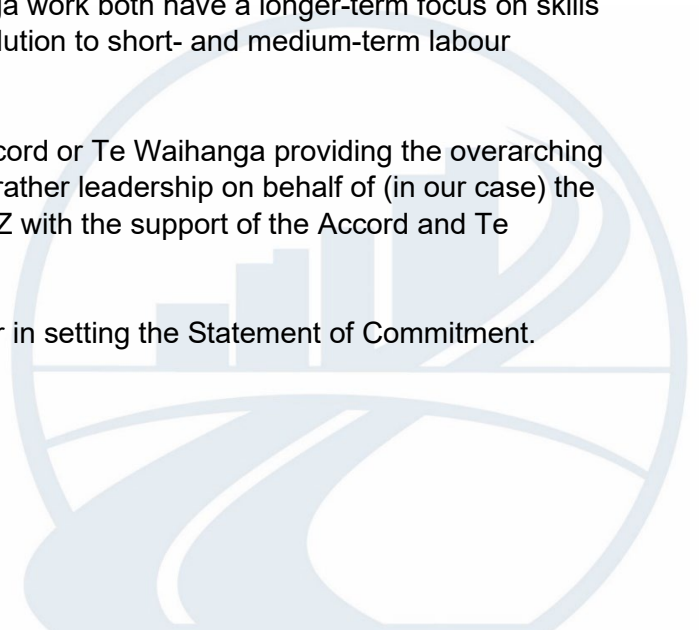 ga work both have a longer-term focus on skills
lution to short- and medium-term labour
cord or Te Waihanga providing the overarching
rather leadership on behalf of (in our case) the
Z with the support of the Accord and Te
r in setting the Statement of Commitment.